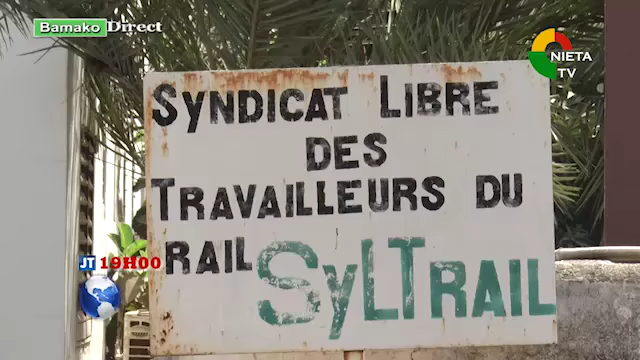 Bamako Direct
NIETA
TV
SYNDICAT LIBRE
DES
TRAVAILLEURS DU
RAIL SyLTRAIL
JT 19H00